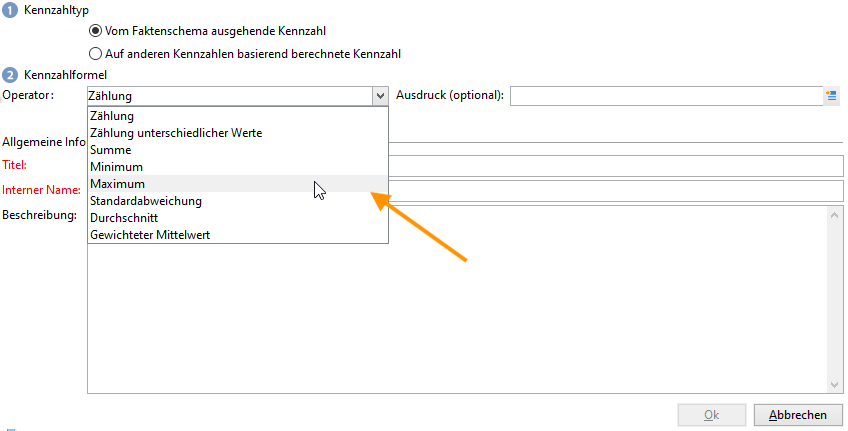 1 Kennzahltyp
Vom Faktenschema ausgehende Kennzahl
Auf anderen Kennzahlen basierend berechnete Kennzahl
2 Kennzahlformel
Operator: Zählung Ausdruck (optional):
Zählung
Zählung unterschiedlicher Werte
Summe
Minimum
Maximum
Standardabweichung
Durchschnitt
Gewichteter Mittelwert
Allgemeine Info
Titel:
Interner Name:
Beschreibung:
Ok Abbrechen